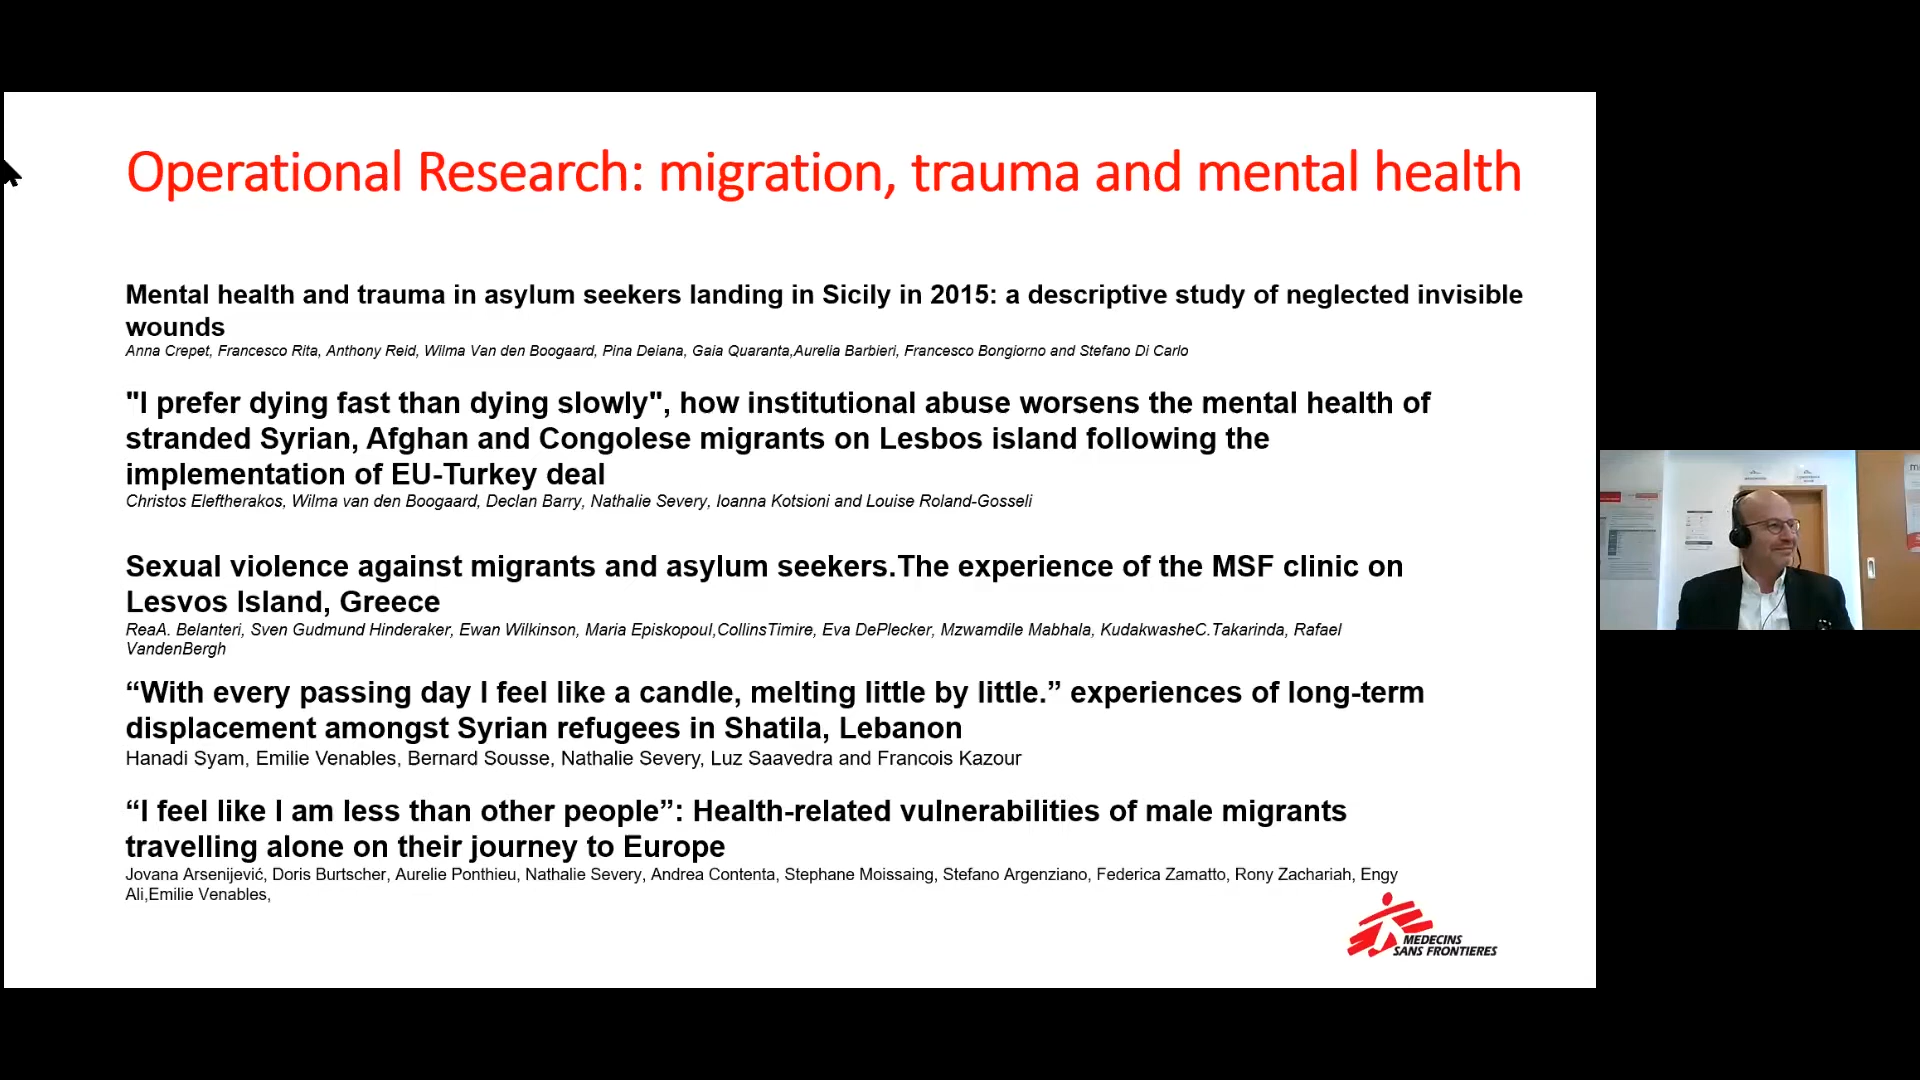 Operational Research: migration, trauma and mental health
Mental health and trauma in asylum seekers landing in Sicily in 2015: a descriptive study of neglected invisible
wounds
Anna Crepet, Francesco Rita, Anthony Reid, Wilma Van den Boogaard, Pina Deiana, Gaia Quaranta,Aurelia Barbieri, Francesco Bongiorno and Stefano Di Carlo
"I prefer dying fast than dying slowly", how institutional abuse worsens the mental health of
stranded Syrian, Afghan and Congolese migrants on Lesbos island following the
implementation of EU-Turkey deal
Christos Eleftherakos, Wilma van den Boogaard, Declan Barry, Nathalie Severy, Ioanna Kotsioni and Louise Roland-Gosseli
Sexual violence against migrants and asylum seekers.The experience of the MSF clinic on
Lesvos Island, Greece
ReaA. Belanteri, Sven Gudmund Hinderaker, Ewan Wilkinson, Maria Episkopoul,CollinsTimire, Eva DePlecker, Mzwamdile Mabhala, KudakwasheC.Takarinda, Rafael
VandenBergh
“With every passing day I feel like a candle, melting little by little.” experiences of long-term
displacement amongst Syrian refugees in Shatila, Lebanon
Hanadi Syam, Emilie Venables, Bernard Sousse, Nathalie Severy, Luz Saavedra and Francois Kazour
“I feel like I am less than other people”: Health-related vulnerabilities of male migrants
travelling alone on their journey to Europe
Jovana Arsenijević, Doris Burtscher, Aurelie Ponthieu, Nathalie Severy, Andrea Contenta, Stephane Moissaing, Stefano Argenziano, Federica Zamatto, Rony Zachariah, Engy
Ali,Emilie Venables,
MEDECINS
SANS FRONTIERES